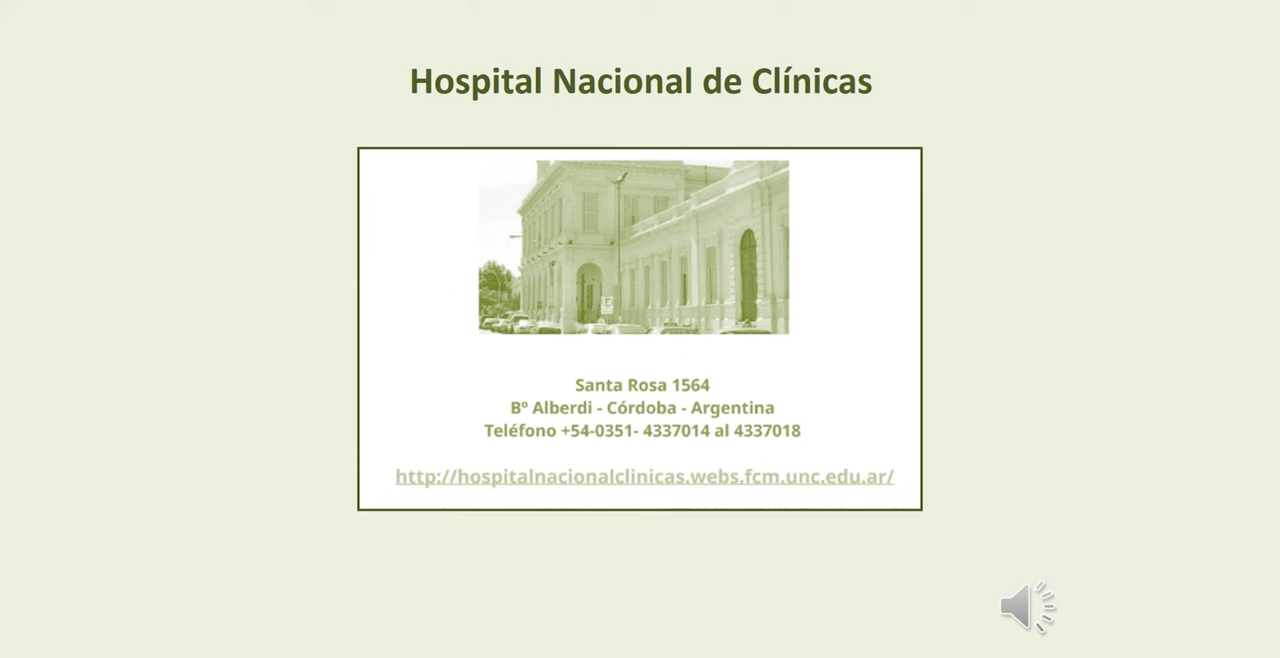 Hospital Nacional de Clínicas
Santa Rosa 1564
Bº Alberdi - Córdoba - Argentina
Teléfono +54-0351- 4337014 al 4337018
http://hospitalnacionalclinicas.webs.fcm.unc.edu.ar/